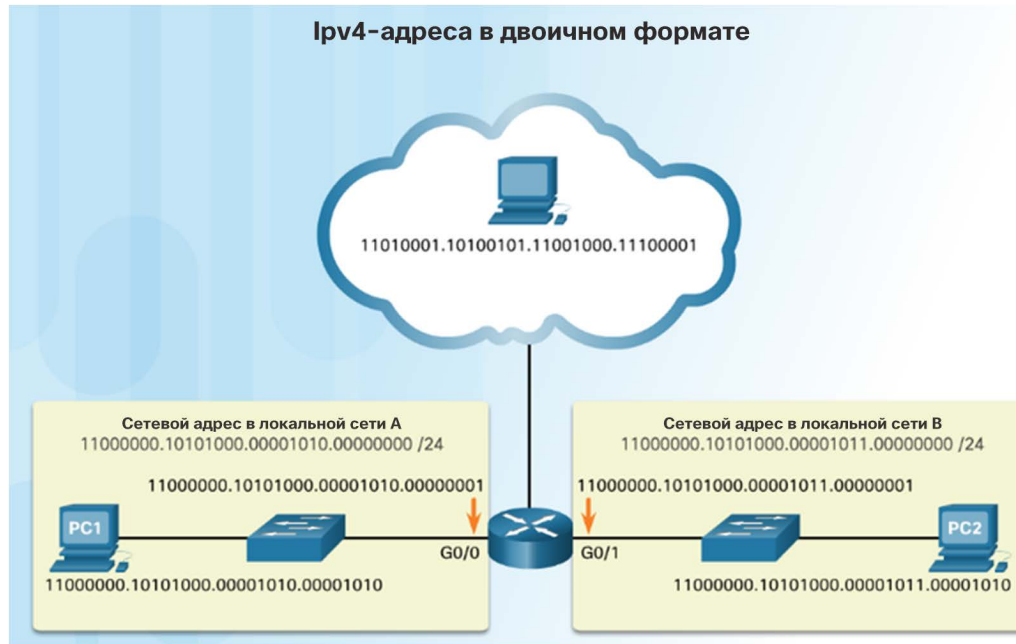 Ipv4-адреса в двоичном формате
11010001.10100101.11001000.11100001
Сетевой адрес в локальной сети A
11000000.10101000.00001010.00000000 /24
11000000.10101000.00001010.00000001
PC1
G0/0
11000000.10101000.00001010.00001010
Сетевой адрес в локальной сети B
11000000.10101000.00001011.00000000 /24
11000000.10101000.00001011.00000001
G0/1
PC2
11000000.10101000.00001011.00001010